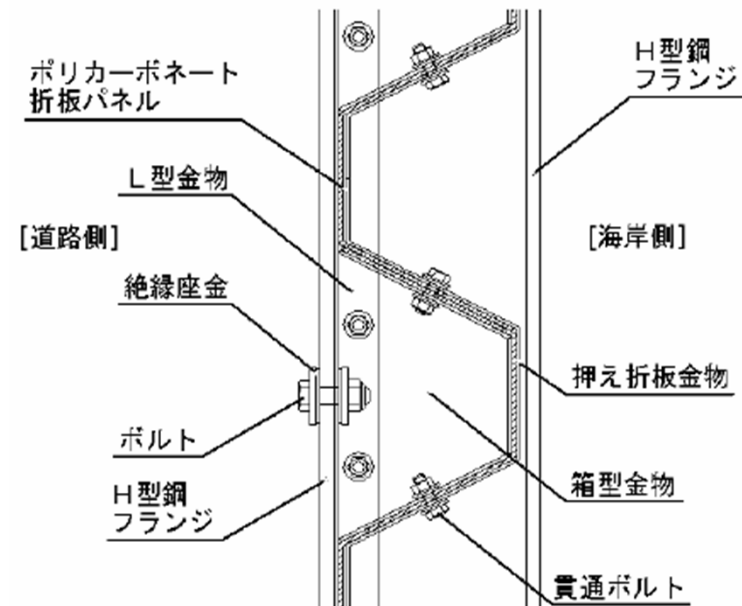 ポリカーボネート
折板パネル
H型鋼
フランジ
L型金物
[道路側]
[海岸側]
絶縁座金
押え折板金物
ボルト
箱型金物
H型鋼
フランジ
貫通ボルト